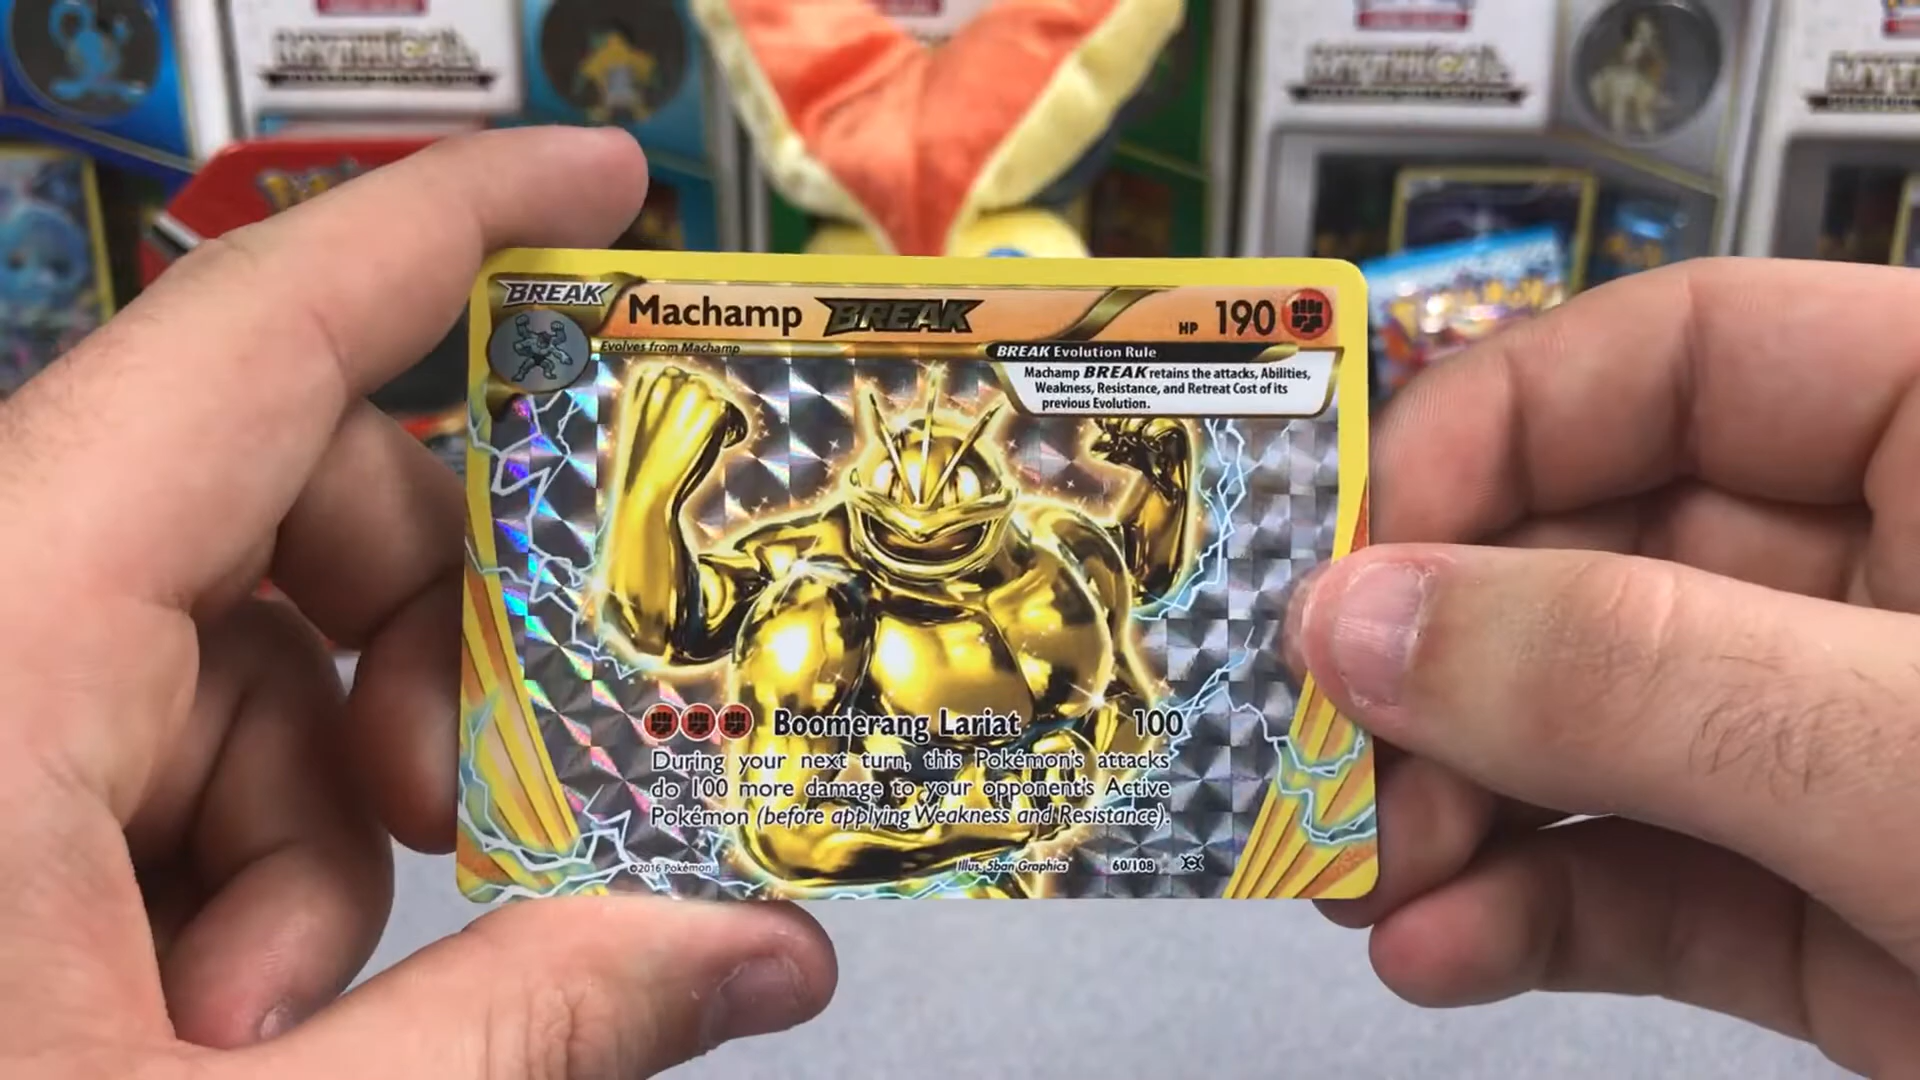 MYTHICAL
MYTHICAL
BREAK
Machamp BREAK
HP 190
Evolves from Machamp
BREAK Evolution Rule
Machamp BREAK retains the attacks, Abilities,
Weakness, Resistance, and Retreat Cost of its
previous Evolution.
Boomerang Lariat 100
During your next turn, this Pokémon's attacks
do 100 more damage to your opponent's Active
Pokémon (before applying Weakness and Resistance).
©2016 Pokémon
Illus. 5ban Graphics
60/108